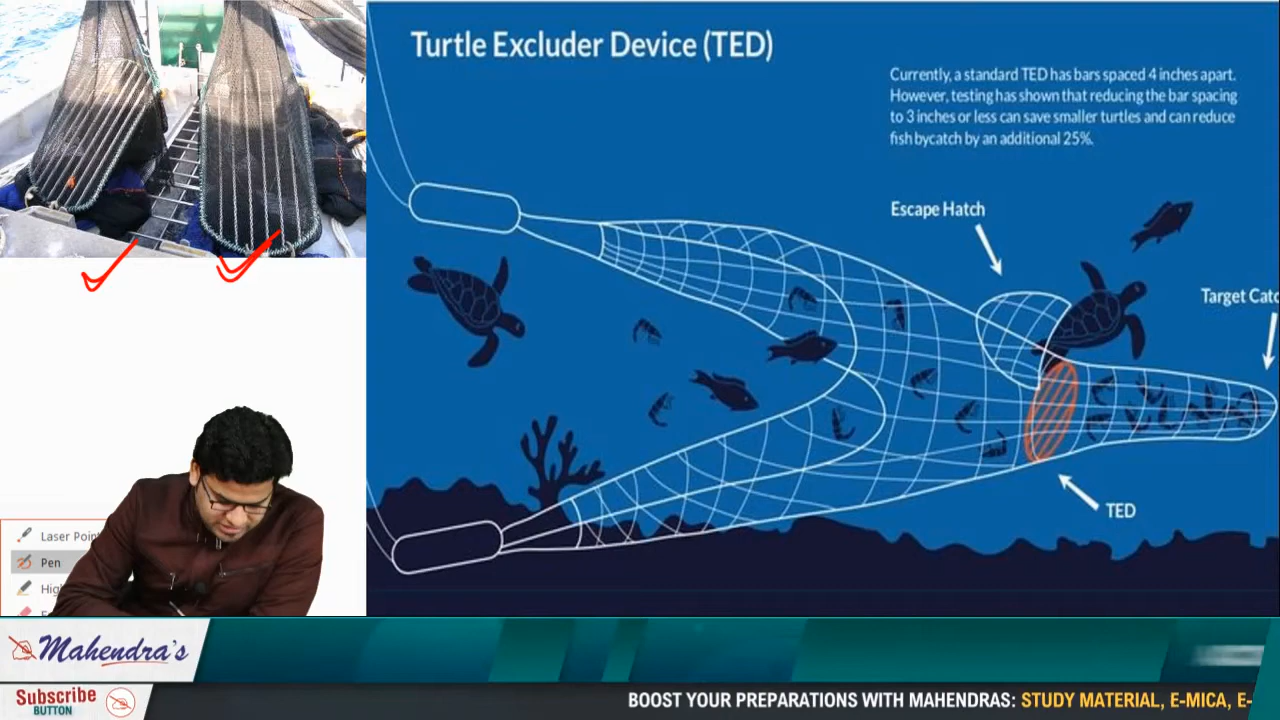 Turtle Excluder Device (TED)
Currently, a standard TED has bars spaced 4 inches apart.
However, testing has shown that reducing the bar spacing
to 3 inches or less can save smaller turtles and can reduce
fish bycatch by an additional 25%.
Escape Hatch
Target
TED
Laser
Pen
Mahendra's
Subscribe
BUTTON
BOOST YOUR PREPARATIONS WITH MAHENDRAS: STUDY MATERIAL, E-MICA, E-